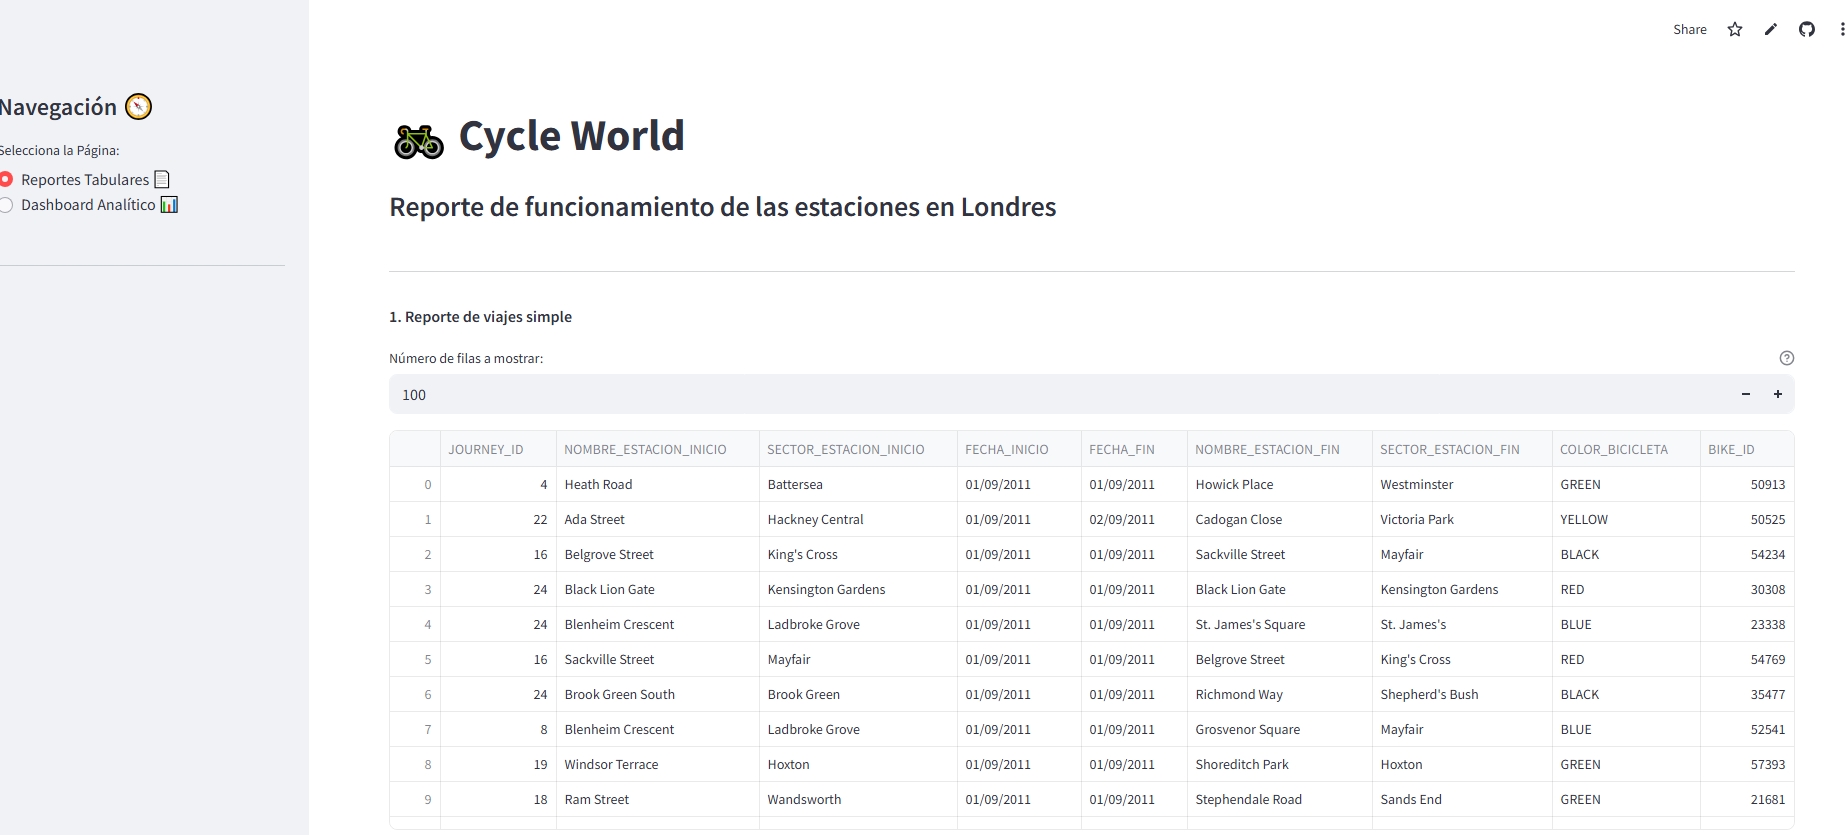 Share
Navegación
Selecciona la Página:
Reportes Tabulares
Dashboard Analítico
Cycle World
Reporte de funcionamiento de las estaciones en Londres
1. Reporte de viajes simple
Número de filas a mostrar:
100
JOURNEY_ID NOMBRE_ESTACION_INICIO SECTOR_ESTACION_INICIO FECHA_INICIO FECHA_FIN NOMBRE_ESTACION_FIN SECTOR_ESTACION_FIN COLOR_BICICLETA BIKE_ID
0 4 Heath Road Battersea 01/09/2011 01/09/2011 Howick Place Westminster GREEN 50913
1 22 Ada Street Hackney Central 01/09/2011 02/09/2011 Cadogan Close Victoria Park YELLOW 50525
2 16 Belgrove Street King's Cross 01/09/2011 01/09/2011 Sackville Street Mayfair BLACK 54234
3 24 Black Lion Gate Kensington Gardens 01/09/2011 01/09/2011 Black Lion Gate Kensington Gardens RED 30308
4 24 Blenheim Crescent Ladbroke Grove 01/09/2011 01/09/2011 St. James's Square St. James's BLUE 23338
5 16 Sackville Street Mayfair 01/09/2011 01/09/2011 Belgrove Street King's Cross RED 54769
6 24 Brook Green South Brook Green 01/09/2011 01/09/2011 Richmond Way Shepherd's Bush BLACK 35477
7 8 Blenheim Crescent Ladbroke Grove 01/09/2011 01/09/2011 Grosvenor Square Mayfair BLUE 52541
8 19 Windsor Terrace Hoxton 01/09/2011 01/09/2011 Shoreditch Park Hoxton GREEN 57393
9 18 Ram Street Wandsworth 01/09/2011 01/09/2011 Stephendale Road Sands End GREEN 21681